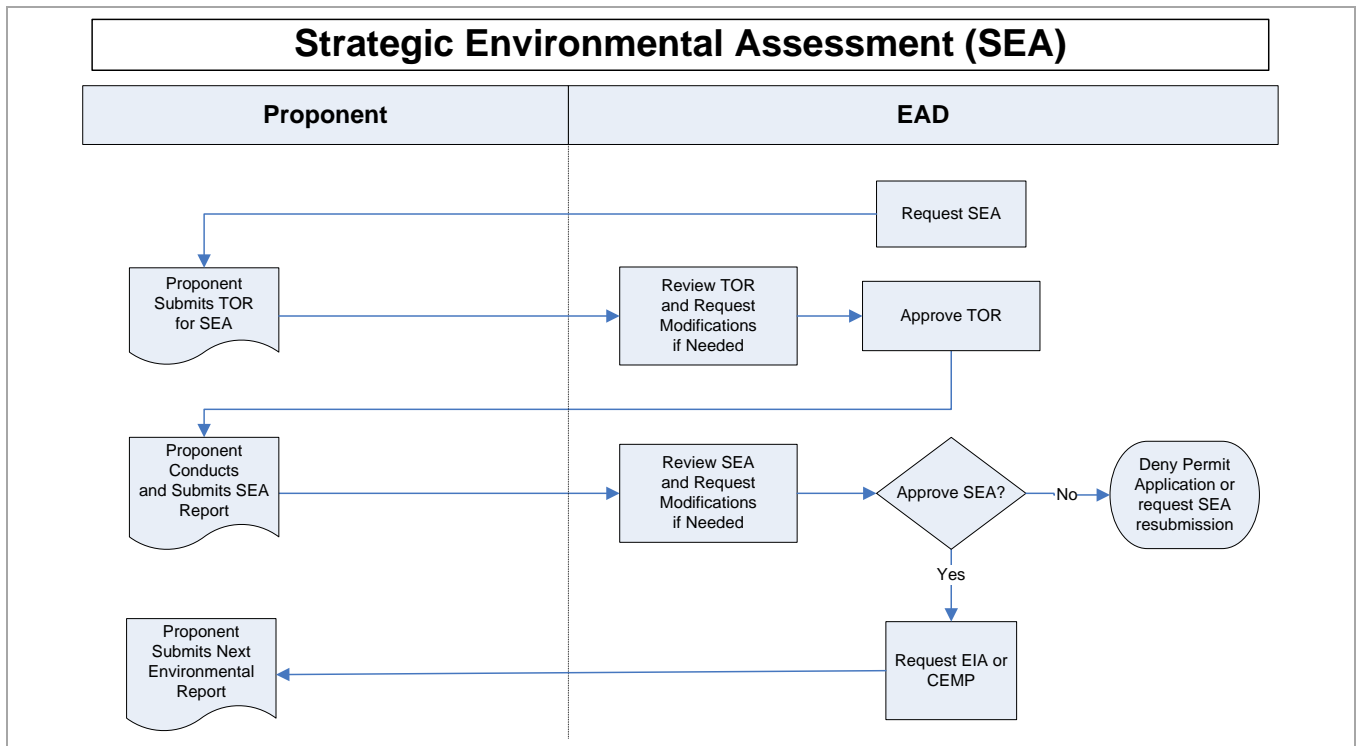 Strategic Environmental Assessment (SEA)
Proponent
EAD
Request SEA
Proponent
Submits TOR
for SEA
Review TOR
and Request
Modifications
if Needed
Approve TOR
Proponent
Conducts
and Submits SEA
Report
Review SEA
and Request
Modifications
if Needed
Approve SEA?
No
Deny Permit
Application or
request SEA
resubmission
Yes
Proponent
Submits Next
Environmental
Report
Request EIA or
CEMP